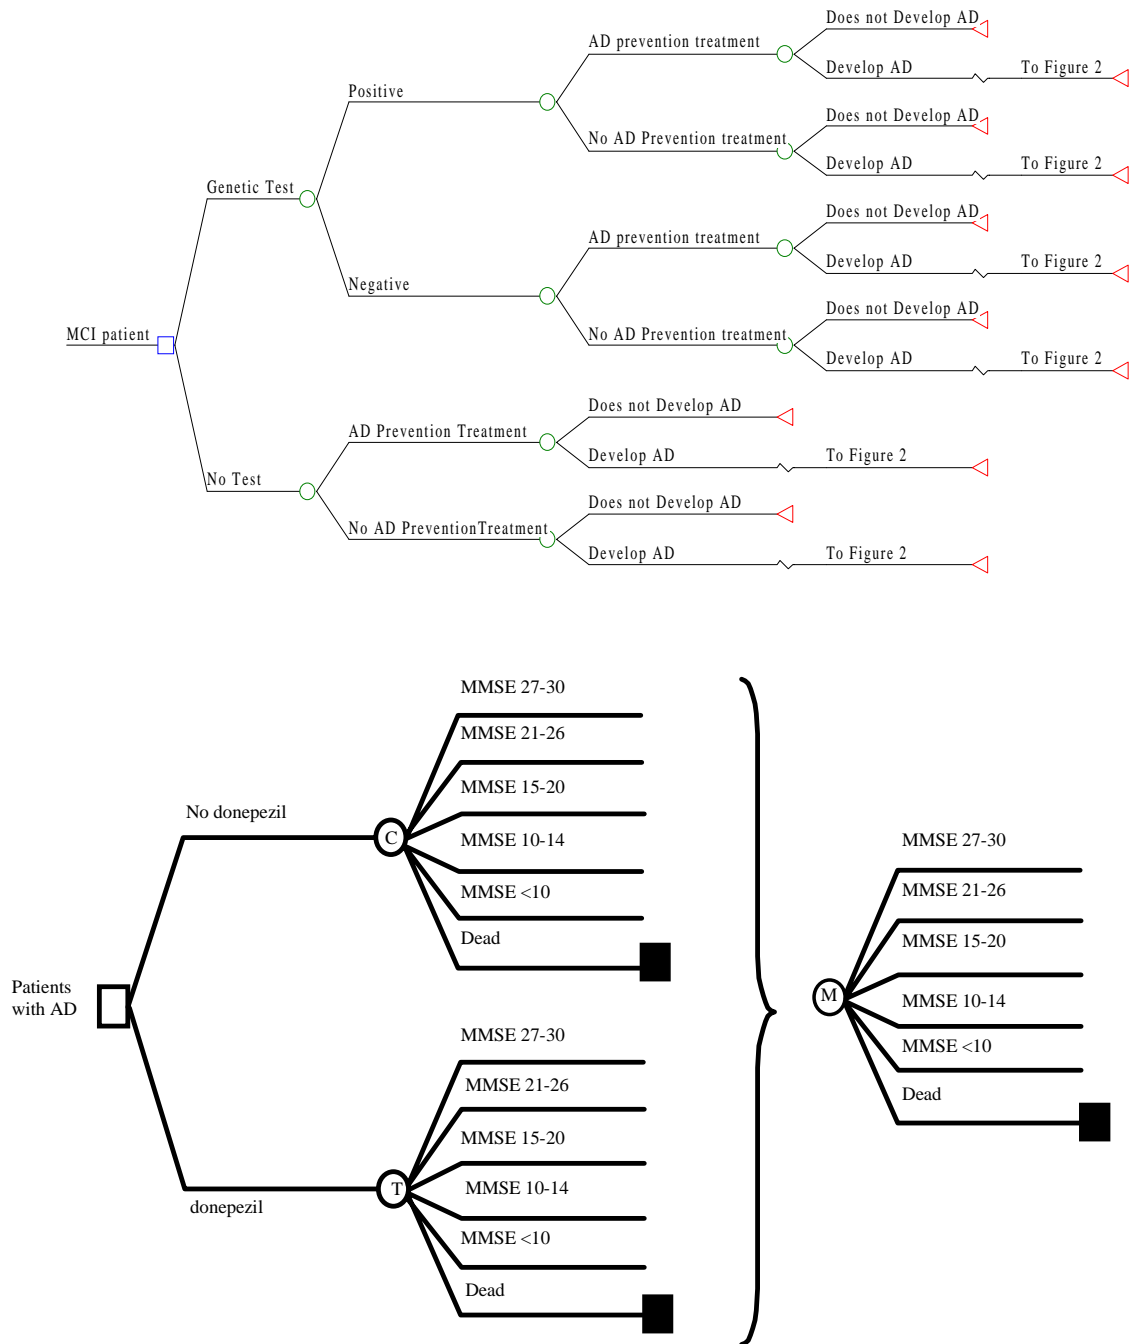 Does not Develop AD
AD prevention treatment
Develop AD
To Figure 2
Positive
Does not Develop AD
No AD Prevention treatment
Develop AD
To Figure 2
Genetic Test
Does not Develop AD
AD prevention treatment
Develop AD
To Figure 2
Negative
Does not Develop AD
No AD Prevention treatment
Develop AD
To Figure 2
MCI patient
Does not Develop AD
AD Prevention Treatment
Develop AD
To Figure 2
No Test
Does not Develop AD
No AD PreventionTreatment
Develop AD
To Figure 2
MMSE 27-30
MMSE 21-26
MMSE 15-20
No donepezil
C
MMSE 10-14
MMSE <10
Dead
Patients
with AD
MMSE 27-30
MMSE 21-26
MMSE 15-20
MMSE 10-14
T
donepezil
MMSE <10
Dead
MMSE 27-30
MMSE 21-26
MMSE 15-20
M
MMSE 10-14
MMSE <10
Dead